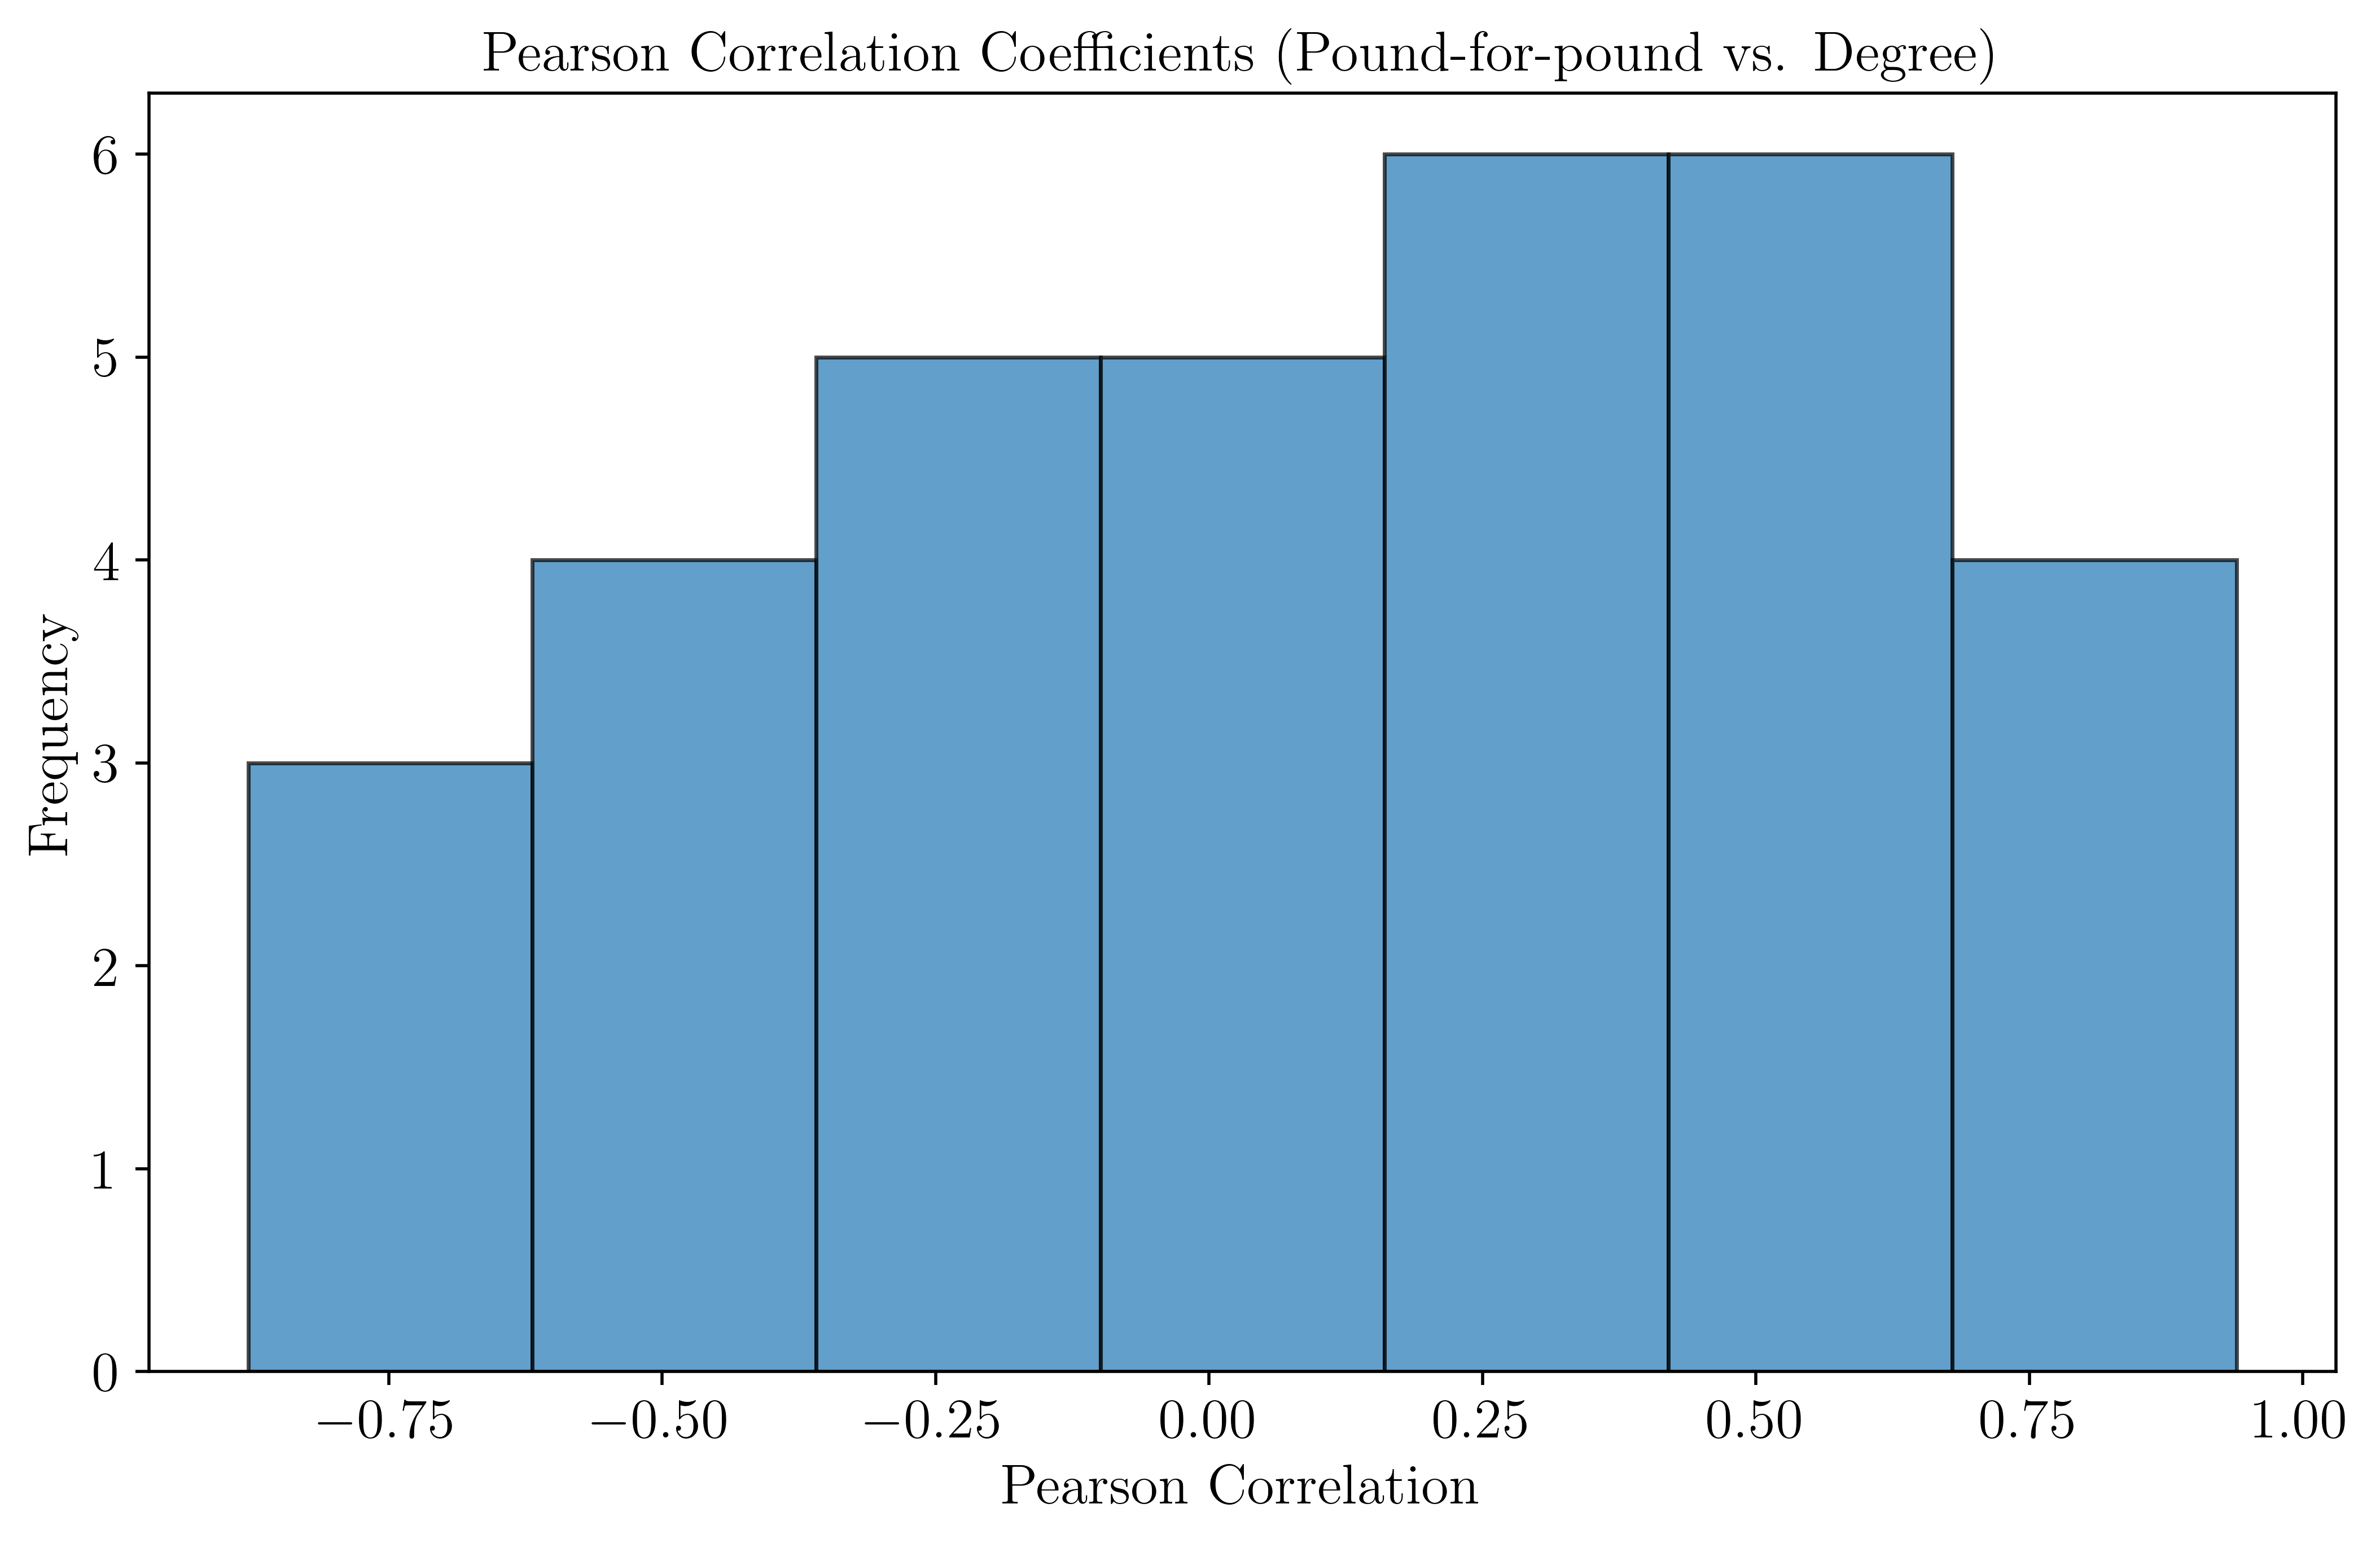 Pearson Correlation Coefficients (Pound-for-pound vs. Degree)
6
5
4
3
2
1
0
Frequency
−0.75 −0.50 −0.25 0.00 0.25 0.50 0.75 1.00
Pearson Correlation